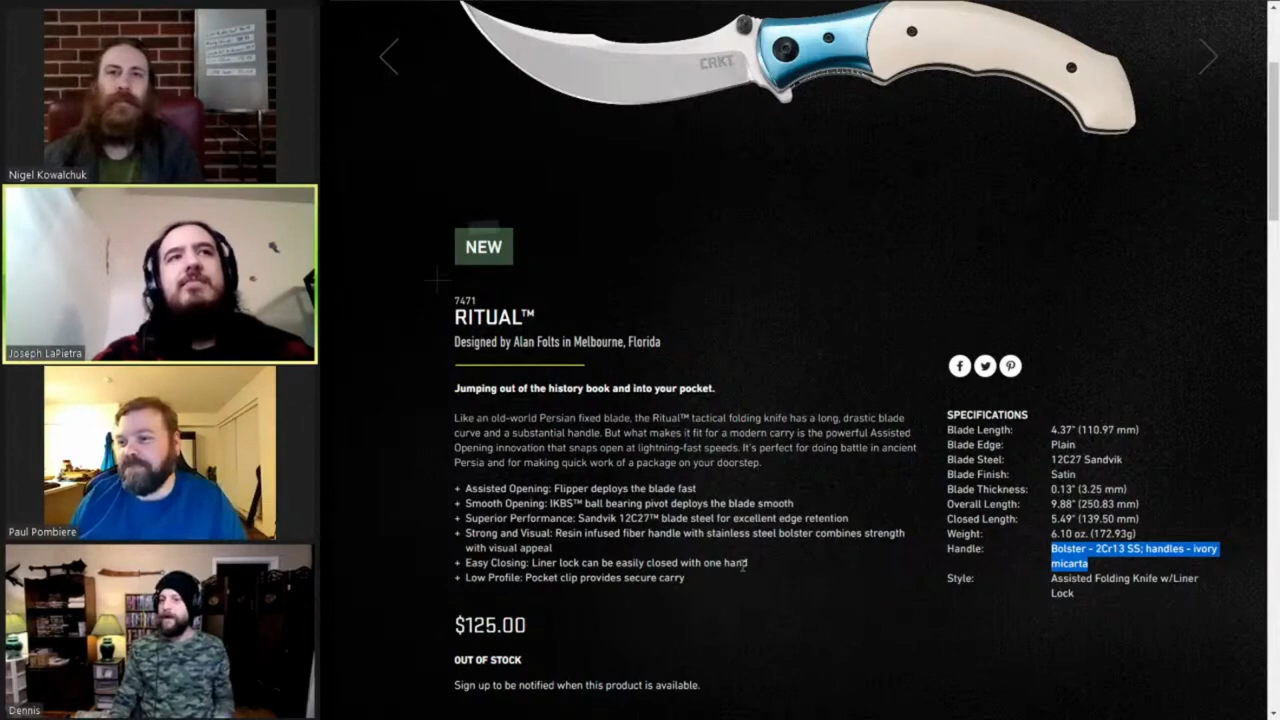 Nigel Kowalchuk
Joseph LaPietra
Paul Pombiere
Dennis
CRKT
NEW
7471
RITUAL™
Designed by Alan Folts in Melbourne, Florida
Jumping out of the history book and into your pocket.
Like an old-world Persian fixed blade, the Ritual™ tactical folding knife has a long, drastic blade
curve and a substantial handle. But what makes it fit for a modern carry is the powerful Assisted
Opening innovation that snaps open at lightning-fast speeds. It's perfect for doing battle in ancient
Persia and for making quick work of a package on your doorstep.
+ Assisted Opening: Flipper deploys the blade fast
+ Smooth Opening: IKBS™ ball bearing pivot deploys the blade smooth
+ Superior Performance: Sandvik 12C27™ blade steel for excellent edge retention
+ Strong and Visual: Resin infused fiber handle with stainless steel bolster combines strength
with visual appeal
+ Easy Closing: Liner lock can be easily closed with one hand
+ Low Profile: Pocket clip provides secure carry
$125.00
OUT OF STOCK
Sign up to be notified when this product is available.
SPECIFICATIONS
Blade Length: 4.37" (110.97 mm)
Blade Edge: Plain
Blade Steel: 12C27 Sandvik
Blade Finish: Satin
Blade Thickness: 0.13" (3.25 mm)
Overall Length: 9.88" (250.83 mm)
Closed Length: 5.49" (139.50 mm)
Weight: 6.10 oz. (172.93g)
Handle: Bolster - 2Cr13 SS; handles - ivory
micarta
Style: Assisted Folding Knife w/Liner
Lock